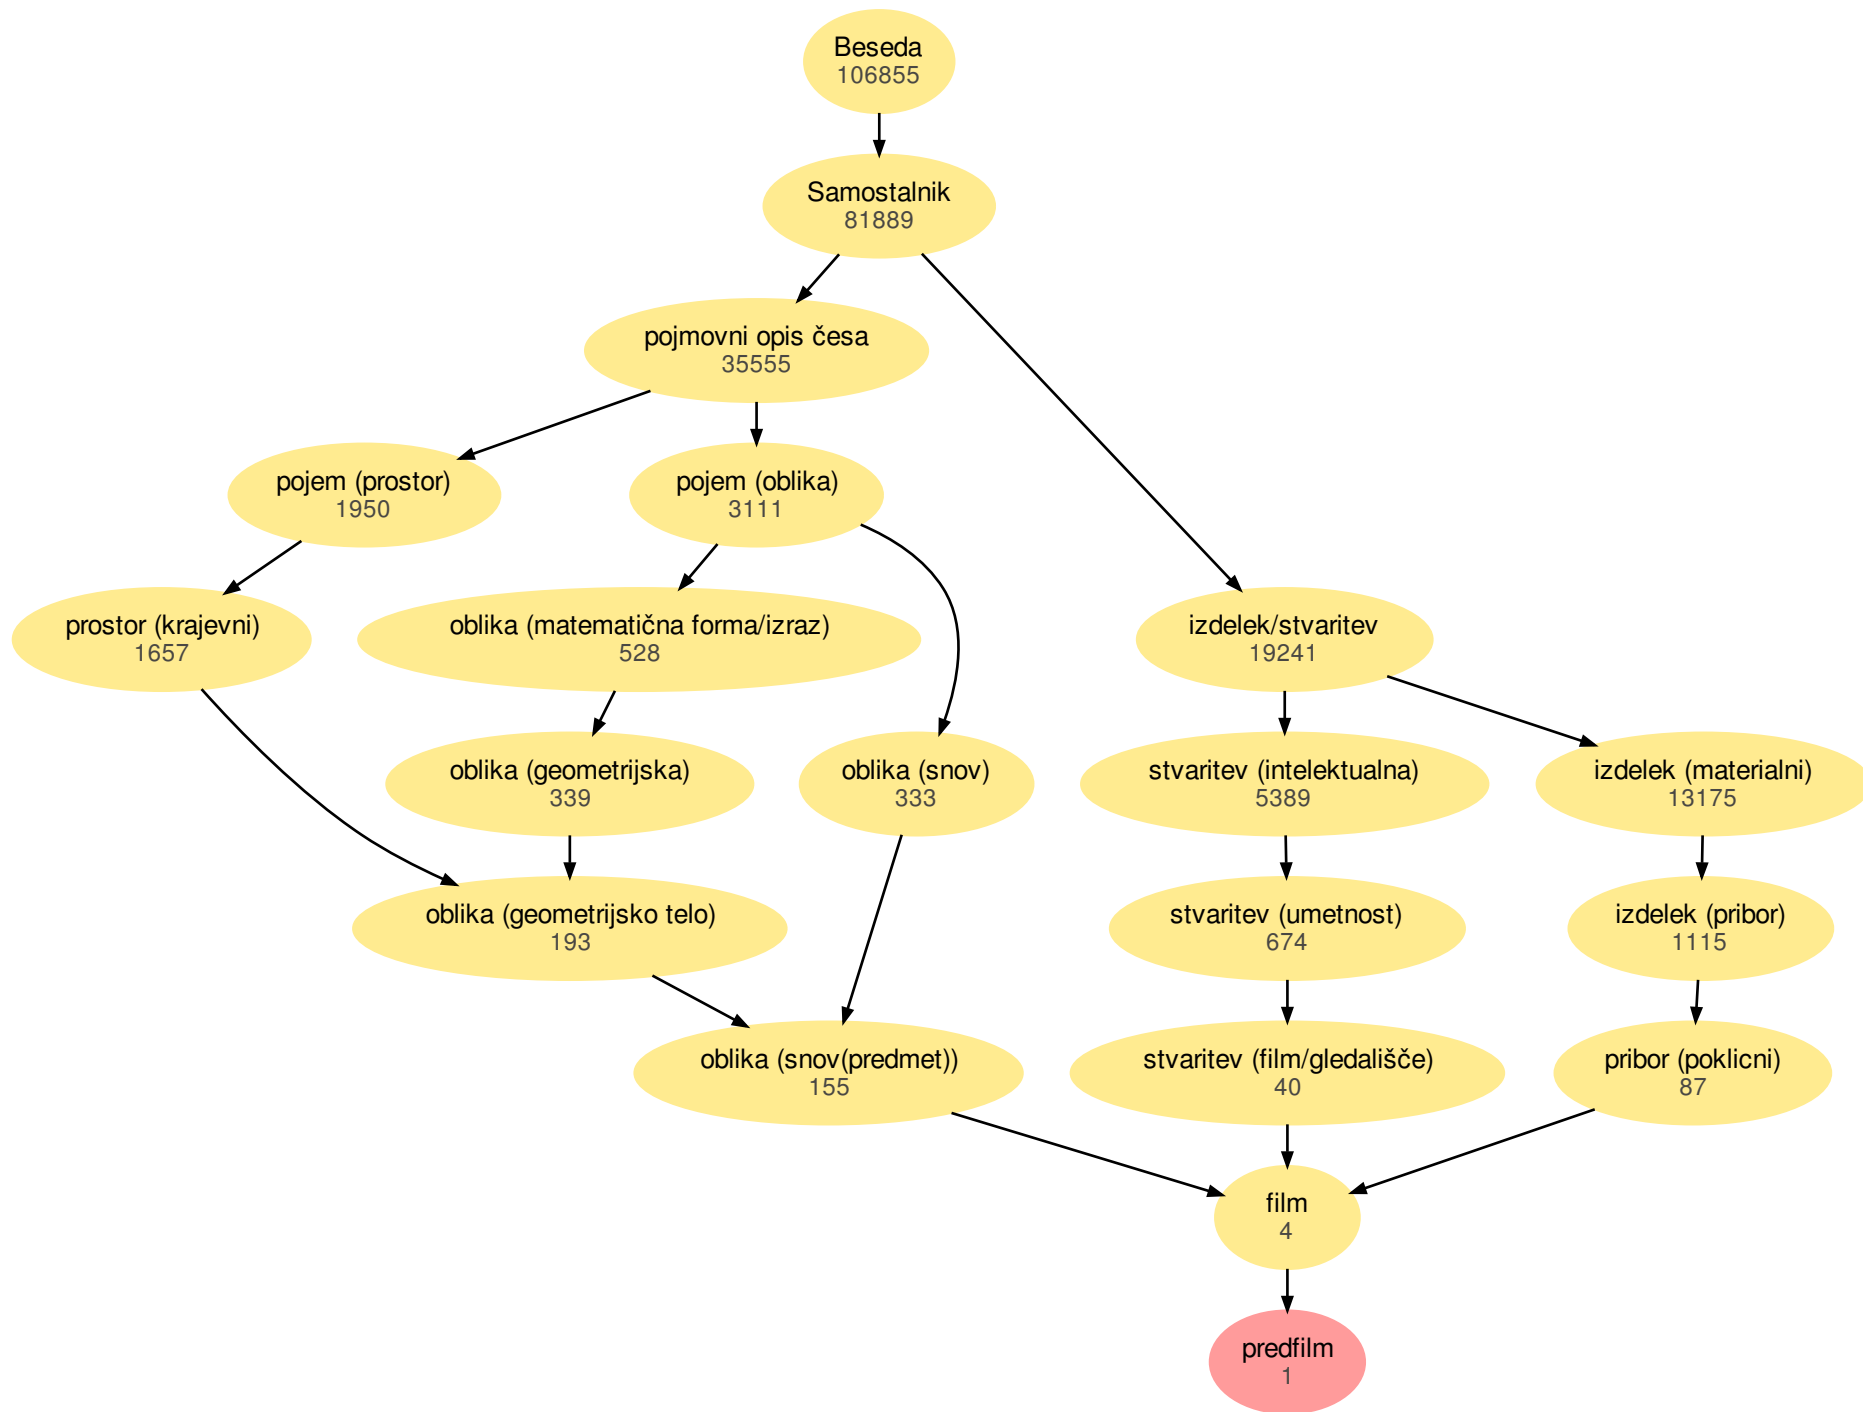 Beseda
106855
Samostalnik
81889
pojmovni opis česa
35555
pojem (prostor)
1950
pojem (oblika)
3111
prostor (krajevni)
1657
oblika (matematična forma/izraz)
528
izdelek/stvaritev
19241
oblika (geometrijska)
339
oblika (snov)
333
stvaritev (intelektualna)
5389
izdelek (materialni)
13175
oblika (geometrijsko telo)
193
stvaritev (umetnost)
674
izdelek (pribor)
1115
oblika (snov(predmet))
155
stvaritev (film/gledališče)
40
pribor (poklicni)
87
film
4
predfilm
1